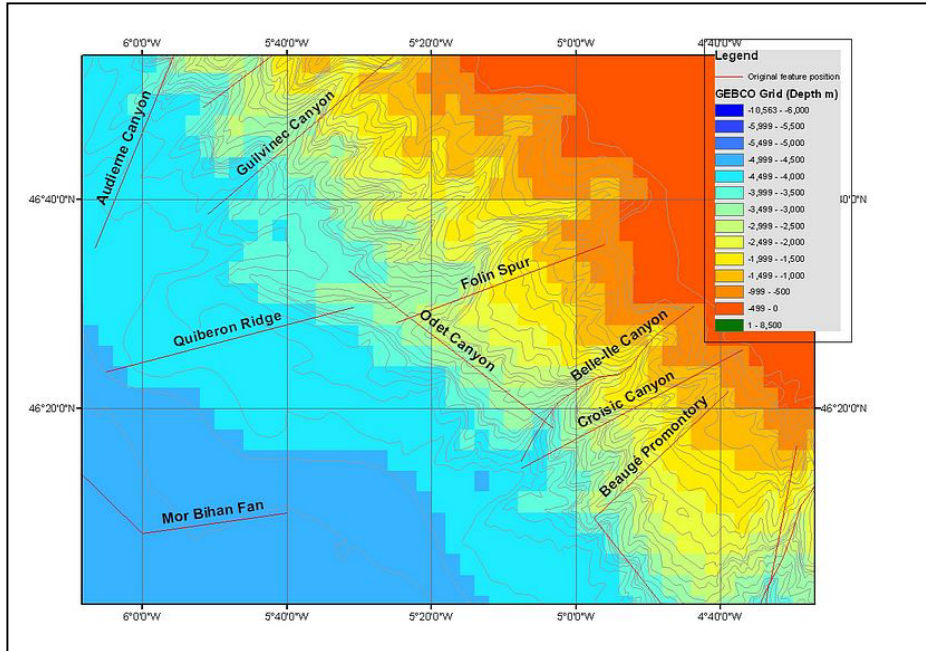 6°0'0"W 5°40'0"W 5°20'0"W 5°0'0"W 4°40'0"W
Legend
Original feature position
GEBCO Grid (Depth m)
-10,563 - -6,000
-5,999 - -5,500
-5,499 - -5,000
-4,999 - -4,500
-4,499 - -4,000
-3,999 - -3,500
-3,499 - -3,000
-2,999 - -2,500
-2,499 - -2,000
-1,999 - -1,500
-1,499 - -1,000
-999 - -500
-499 - 0
1 - 8,500
Audierne Canyon
Guilvinec Canyon
46°40'0"N
40'0"N
Folin Spur
Quiberon Ridge
Odet Canyon
Belle-Ile Canyon
Croisic Canyon
46°20'0"N
46°20'0"N
Beaugé Promontory
Mor Bihan Fan
6°0'0"W 5°40'0"W 5°20'0"W 5°0'0"W 4°40'0"W